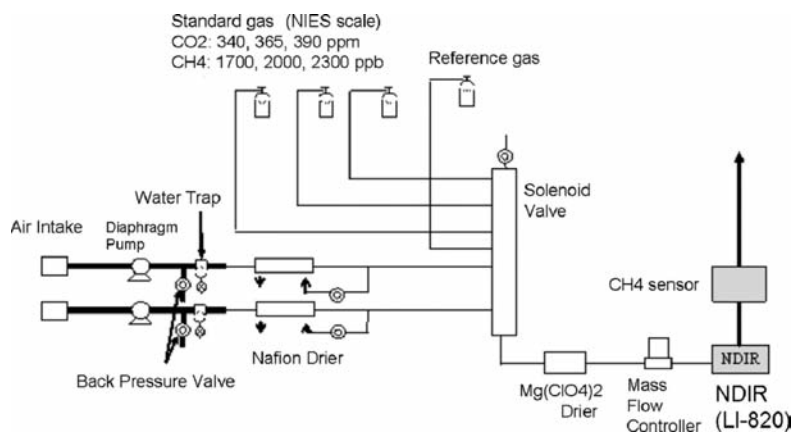 Standard gas (NIES scale)
CO2: 340, 365, 390 ppm
CH4: 1700, 2000, 2300 ppb
Reference gas
Water Trap
Solenoid
Valve
Air Intake
Diaphragm
Pump
CH4 sensor
Nafion Drier
Back Pressure Valve
Mg(ClO4)2
Drier
Mass
Flow
Controller
NDIR
NDIR
(LI-820)